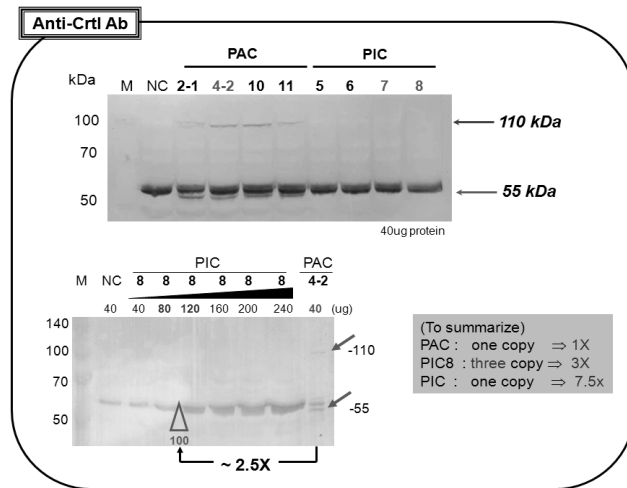 Anti-CrtI Ab
PAC PIC
kDa M NC 2-1 4-2 10 11 5 6 7 8
100
110 kDa
70
50
55 kDa
40ug protein
PIC PAC
M NC 8 8 8 8 8 8 4-2
40 40 80 120 160 200 240 (ug) 40
140
100
-110
70
-55
50
100
~ 2.5X
(To summarize)
PAC : one copy ⇒ 1X
PIC8 : three copy ⇒ 3X
PIC : one copy ⇒ 7.5x